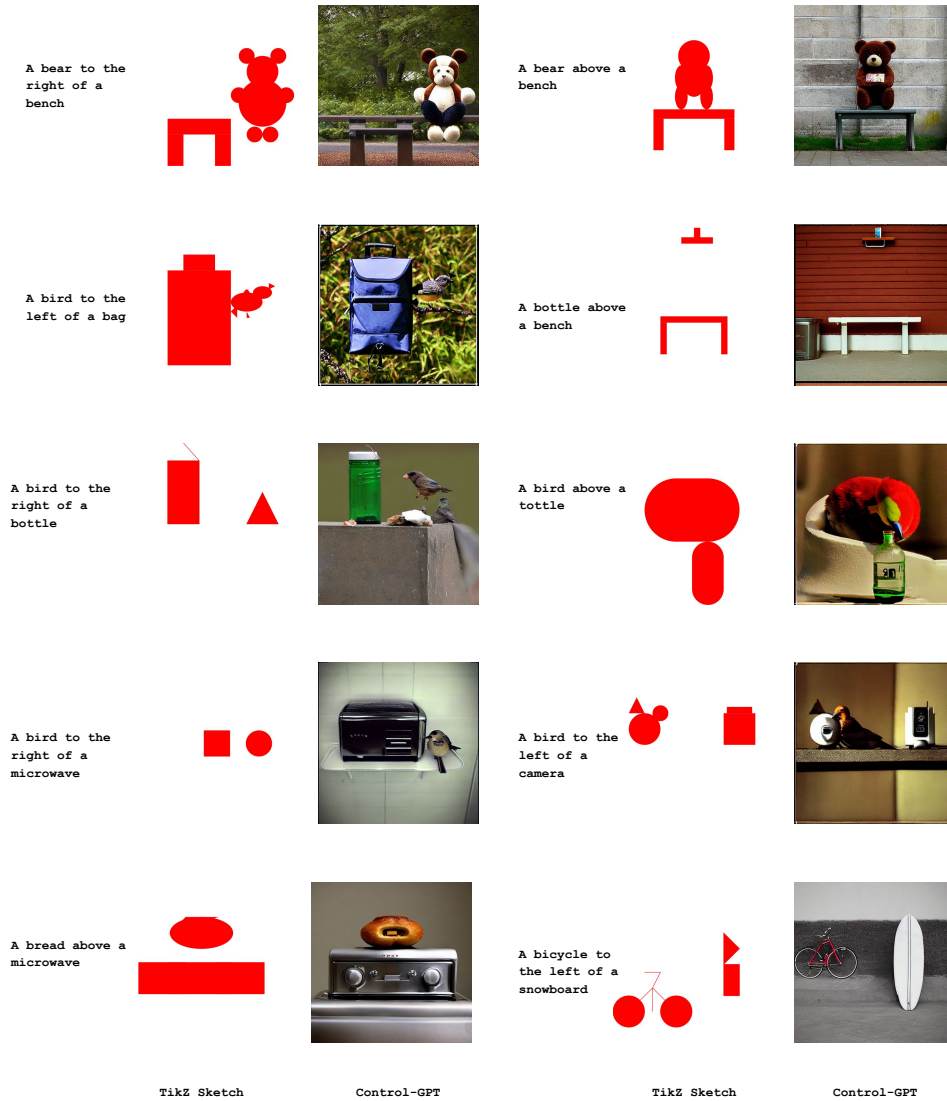 A bear to the
right of a
bench
A bear above a
bench
A bird to the
left of a bag
A bottle above
a bench
A bird to the
right of a
bottle
A bird above a
tottle
A bird to the
right of a
microwave
A bird to the
left of a
camera
A bread above a
microwave
A bicycle to
the left of a
snowboard
TikZ Sketch
Control-GPT
TikZ Sketch
Control-GPT